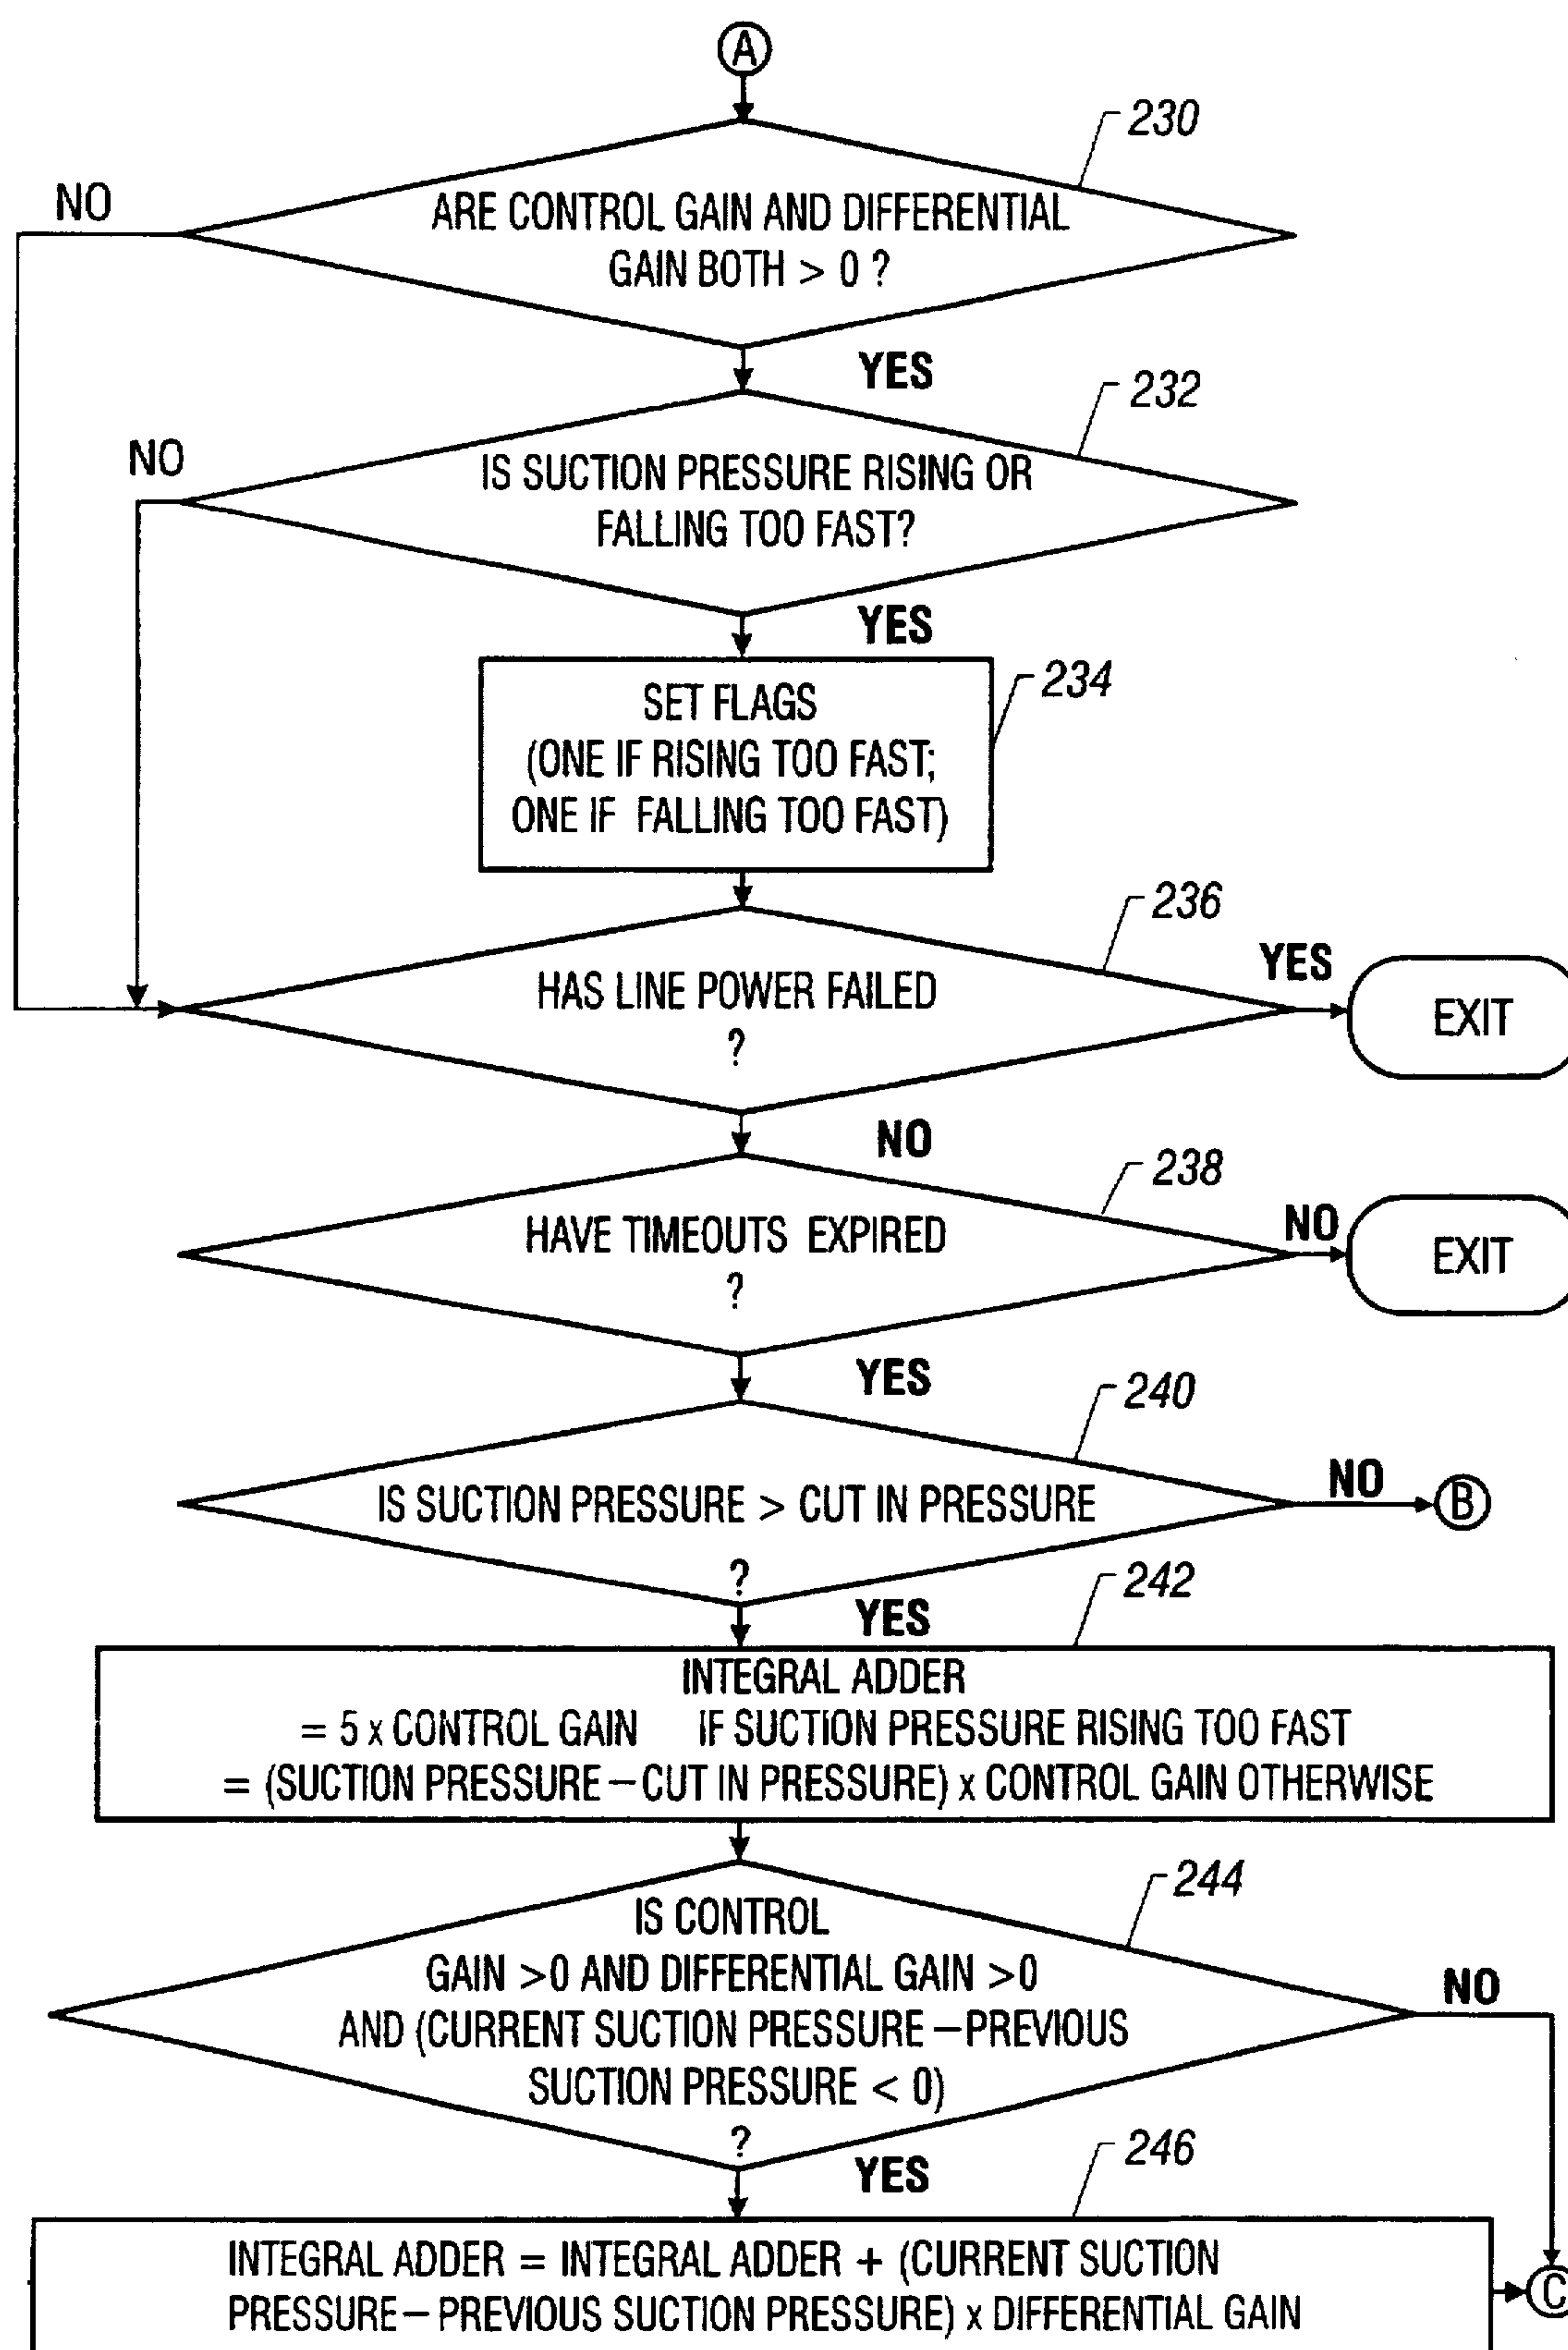 A
230
NO
ARE CONTROL GAIN AND DIFFERENTIAL
GAIN BOTH > 0 ?
YES
232
NO
IS SUCTION PRESSURE RISING OR
FALLING TOO FAST?
YES
234
SET FLAGS
(ONE IF RISING TOO FAST;
ONE IF FALLING TOO FAST)
236
YES
HAS LINE POWER FAILED
?
EXIT
NO
238
HAVE TIMEOUTS EXPIRED
?
NO
EXIT
YES
240
IS SUCTION PRESSURE > CUT IN PRESSURE
?
NO
B
YES
242
INTEGRAL ADDER
= 5 x CONTROL GAIN IF SUCTION PRESSURE RISING TOO FAST
= (SUCTION PRESSURE – CUT IN PRESSURE) x CONTROL GAIN OTHERWISE
244
IS CONTROL
GAIN >0 AND DIFFERENTIAL GAIN >0
AND (CURRENT SUCTION PRESSURE – PREVIOUS
SUCTION PRESSURE < 0)
?
NO
YES
246
INTEGRAL ADDER = INTEGRAL ADDER + (CURRENT SUCTION
PRESSURE – PREVIOUS SUCTION PRESSURE) x DIFFERENTIAL GAIN
C